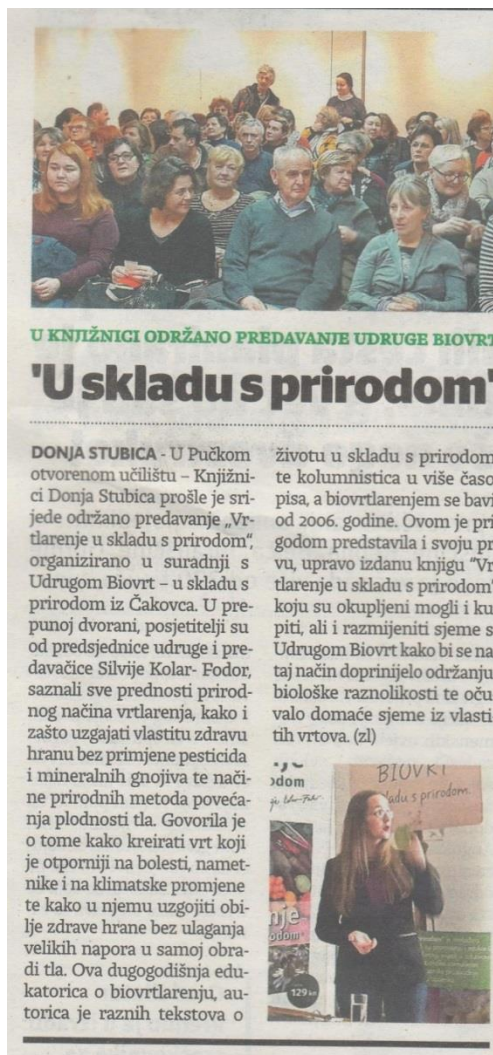 U KNJIŽNICI ODRŽANO PREDAVANJE UDRUGE BIOVRT
'U skladu s prirodom'
DONJA STUBICA - U Pučkom
otvorenom učilištu – Knjižni-
ci Donja Stubica prošle je sri-
jede održano predavanje „Vr-
tlarenje u skladu s prirodom“,
organizirano u suradnji s
Udrugom Biovrt – u skladu s
prirodom iz Čakovca. U pre-
punoj dvorani, posjetitelji su
od predsjednice udruge i pre-
davačice Silvije Kolar- Fodor,
saznali sve prednosti prirod-
nog načina vrtlarenja, kako i
zašto uzgajati vlastitu zdravu
hranu bez primjene pesticida
i mineralnih gnojiva te nači-
ne prirodnih metoda poveća-
nja plodnosti tla. Govorila je
o tome kako kreirati vrt koji
je otporniji na bolesti, namet-
nike i na klimatske promjene
te kako u njemu uzgojiti obi-
lje zdrave hrane bez ulaganja
velikih napora u samoj obra-
di tla. Ova dugogodišnja edu-
katorica o biovrtlarenju, au-
torica je raznih tekstova o
životu u skladu s prirodom
te kolumnistica u više časo
pisa, a biovrtlarenjem se bavi
od 2006. godine. Ovom je pri
godom predstavila i svoju pr
vu, upravo izdanu knjigu “Vr
tlarenje u skladu s prirodom”
koju su okupljeni mogli i ku
piti, ali i razmijeniti sjeme s
Udrugom Biovrt kako bi se na
taj način doprinijelo održanju
biološke raznolikosti te oču
valo domaće sjeme iz vlasti
tih vrtova. (zl)
odom
nje
odom
129 kn
BIOVRT
ladu s prirodom